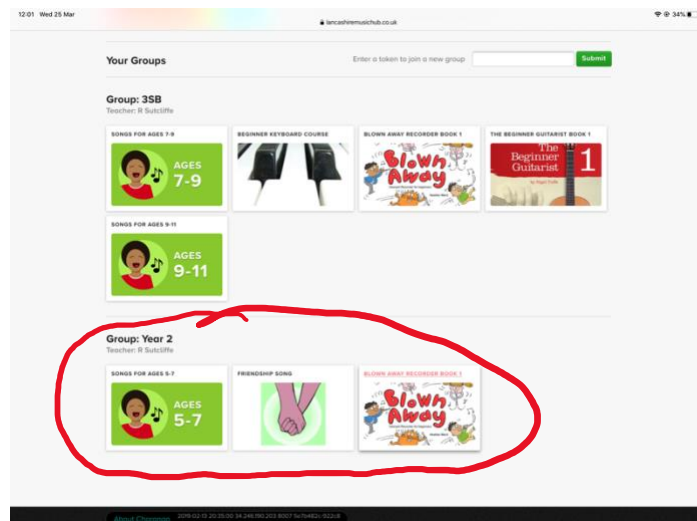 12:01 Wed 25 Mar
lancashiremusichub.co.uk
34%
Your Groups
Enter a token to join a new group
Submit
Group: 3SB
Teacher: R Sutcliffe
SONGS FOR AGES 7-9
BEGINNER KEYBOARD COURSE
BLOWN AWAY RECORDER BOOK 1
THE BEGINNER GUITARIST BOOK 1
AGES
7-9
Blown
Away
The
Beginner
Guitarist
1
SONGS FOR AGES 9-11
AGES
9-11
Group: Year 2
Teacher: R Sutcliffe
SONGS FOR AGES 5-7
FRIENDSHIP SONG
BLOWN AWAY RECORDER BOOK 1
AGES
5-7
Blown
Away
About Charanga